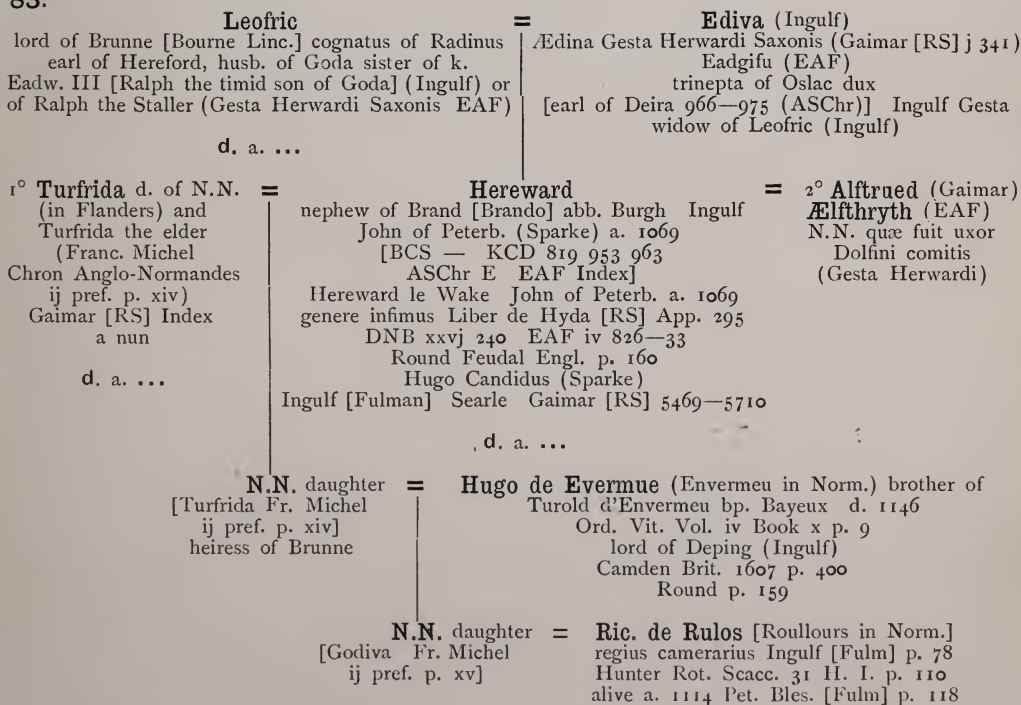 83.
Leofric = Ediva (Ingulf)
lord of Brunne [Bourne Linc.] cognatus of Radinus
earl of Hereford, husb. of Goda sister of k.
Eadw. III [Ralph the timid son of Goda] (Ingulf) or
of Ralph the Staller (Gesta Herwardi Saxonis EAF)
d. a. ...
Ædina Gesta Herwardi Saxonis (Gaimar [RS] j 341)
Eadgifu (EAF)
trinepta of Oslac dux
[earl of Deira 966—975 (ASChr)] Ingulf Gesta
widow of Leofric (Ingulf)
1° Turfrida d. of N.N. =
(in Flanders) and
Turfrida the elder
(Franc. Michel
Chron Anglo-Normandes
ij pref. p. xiv)
Gaimar [RS] Index
a nun
d. a. ...
Hereward
nephew of Brand [Brando] abb. Burgh Ingulf
John of Peterb. (Sparke) a. 1069
[BCS — KCD 819 953 963
ASChr E EAF Index]
Hereward le Wake John of Peterb. a. 1069
genere infimus Liber de Hyda [RS] App. 295
DNB xxvj 240 EAF iv 826—33
Round Feudal Engl. p. 160
Hugo Candidus (Sparke)
Ingulf [Fulman] Searle Gaimar [RS] 5469—5710
d. a. ...
= 2° Alftrued (Gaimar)
Ælfthryth (EAF)
N.N. quæ fuit uxor
Dolfini comitis
(Gesta Herwardi)
N.N. daughter =
[Turfrida Fr. Michel
ij pref. p. xiv]
heiress of Brunne
Hugo de Evermue (Envermeu in Norm.) brother of
Turold d'Envermeu bp. Bayeux d. 1146
Ord. Vit. Vol. iv Book x p. 9
lord of Deping (Ingulf)
Camden Brit. 1607 p. 400
Round p. 159
N.N. daughter =
[Godiva Fr. Michel
ij pref. p. xv]
Ric. de Rulos [Roullours in Norm.]
regius camerarius Ingulf [Fulm] p. 78
Hunter Rot. Scacc. 31 H. I. p. 110
alive a. 1114 Pet. Bles. [Fulm] p. 118